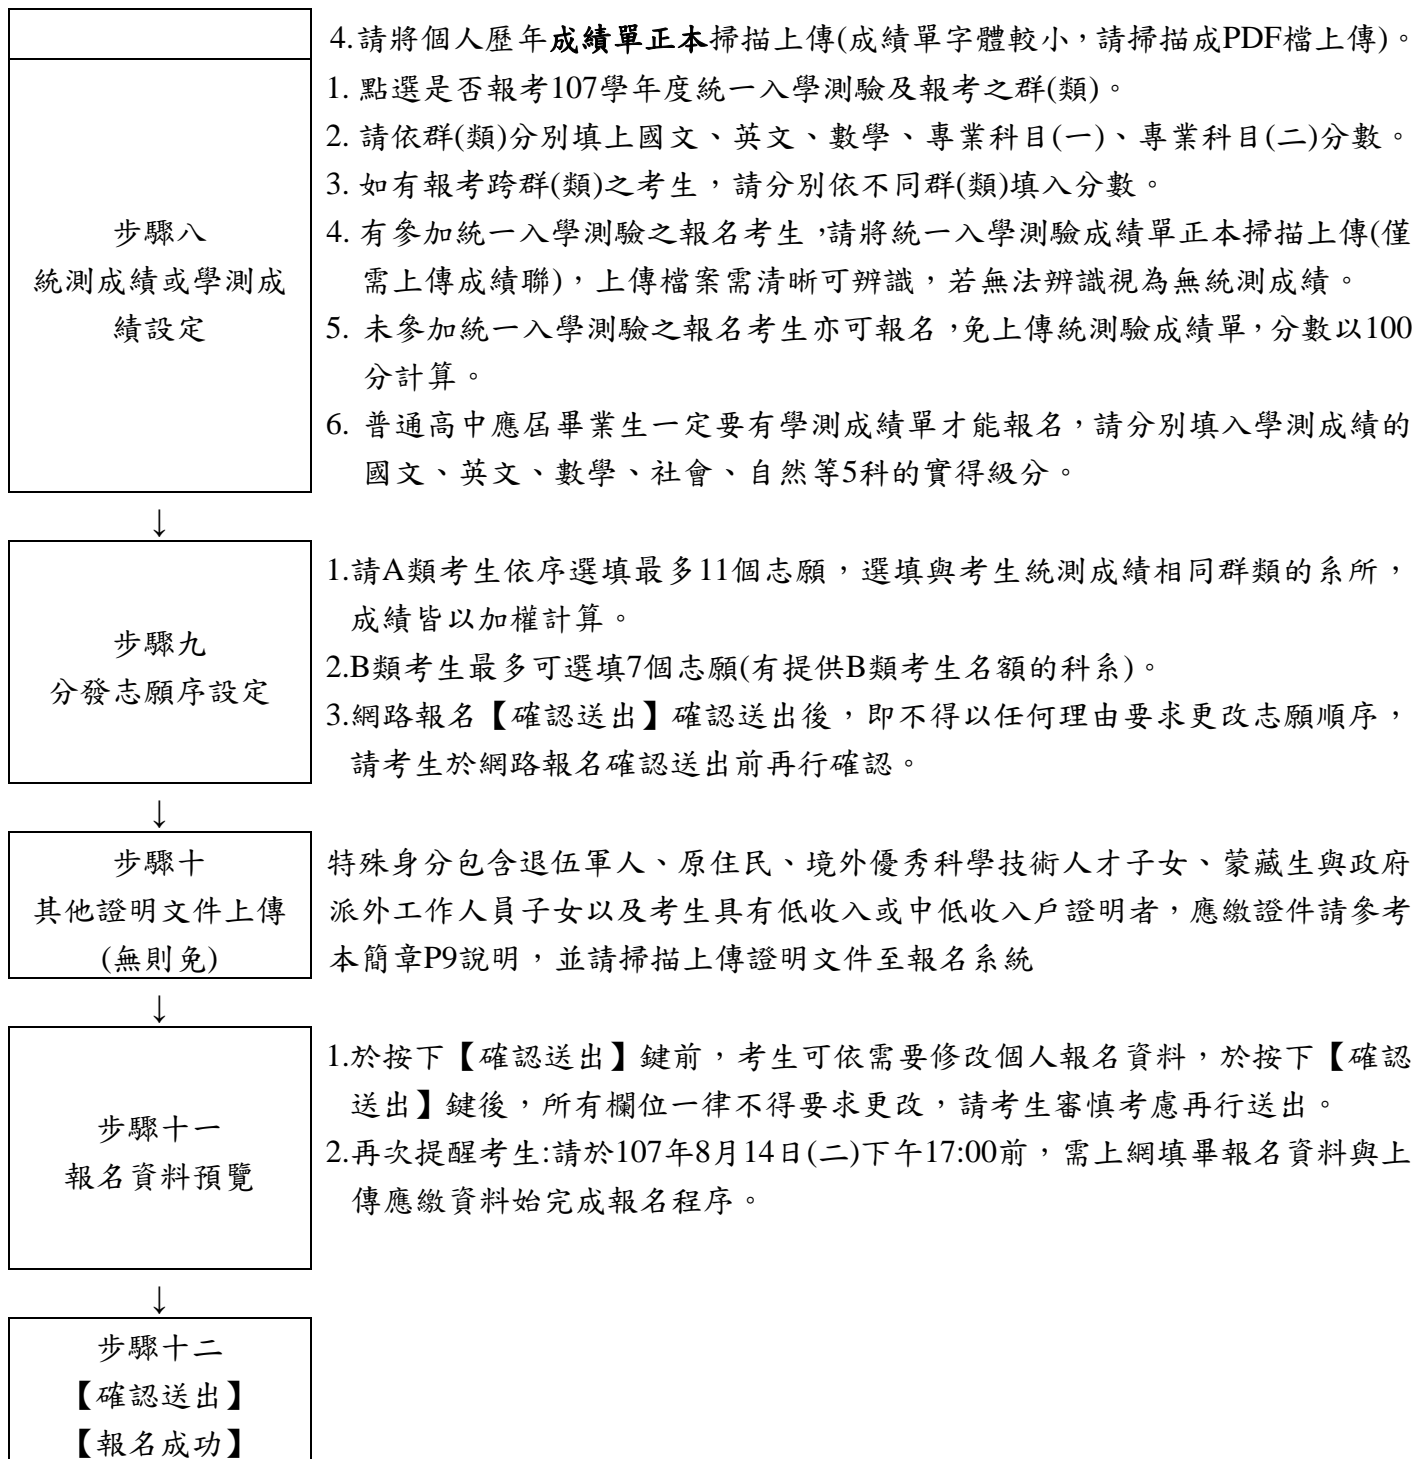 4.請將個人歷年成績單正本掃描上傳(成績單字體較小，請掃描成PDF檔上傳)。
步驟八
統測成績或學測成
績設定
1. 點選是否報考107學年度統一入學測驗及報考之群(類)。
2. 請依群(類)分別填上國文、英文、數學、專業科目(一)、專業科目(二)分數。
3. 如有報考跨群(類)之考生，請分別依不同群(類)填入分數。
4. 有參加統一入學測驗之報名考生，請將統一入學測驗成績單正本掃描上傳(僅
需上傳成績聯)，上傳檔案需清晰可辨識，若無法辨識視為無統測成績。
5. 未參加統一入學測驗之報名考生亦可報名，免上傳統測驗成績單，分數以100
分計算。
6. 普通高中應屆畢業生一定要有學測成績單才能報名，請分別填入學測成績的
國文、英文、數學、社會、自然等5科的實得級分。
↓
步驟九
分發志願序設定
1.請A類考生依序選填最多11個志願，選填與考生統測成績相同群類的系所，
成績皆以加權計算。
2.B類考生最多可選填7個志願(有提供B類考生名額的科系)。
3.網路報名【確認送出】確認送出後，即不得以任何理由要求更改志願順序，
請考生於網路報名確認送出前再行確認。
↓
步驟十
其他證明文件上傳
(無則免)
特殊身分包含退伍軍人、原住民、境外優秀科學技術人才子女、蒙藏生與政府
派外工作人員子女以及考生具有低收入或中低收入戶證明者，應繳證件請參考
本簡章P9說明，並請掃描上傳證明文件至報名系統
↓
步驟十一
報名資料預覽
1.於按下【確認送出】鍵前，考生可依需要修改個人報名資料，於按下【確認
送出】鍵後，所有欄位一律不得要求更改，請考生審慎考慮再行送出。
2.再次提醒考生:請於107年8月14日(二)下午17:00前，需上網填畢報名資料與上
傳應繳資料始完成報名程序。
↓
步驟十二
【確認送出】
【報名成功】